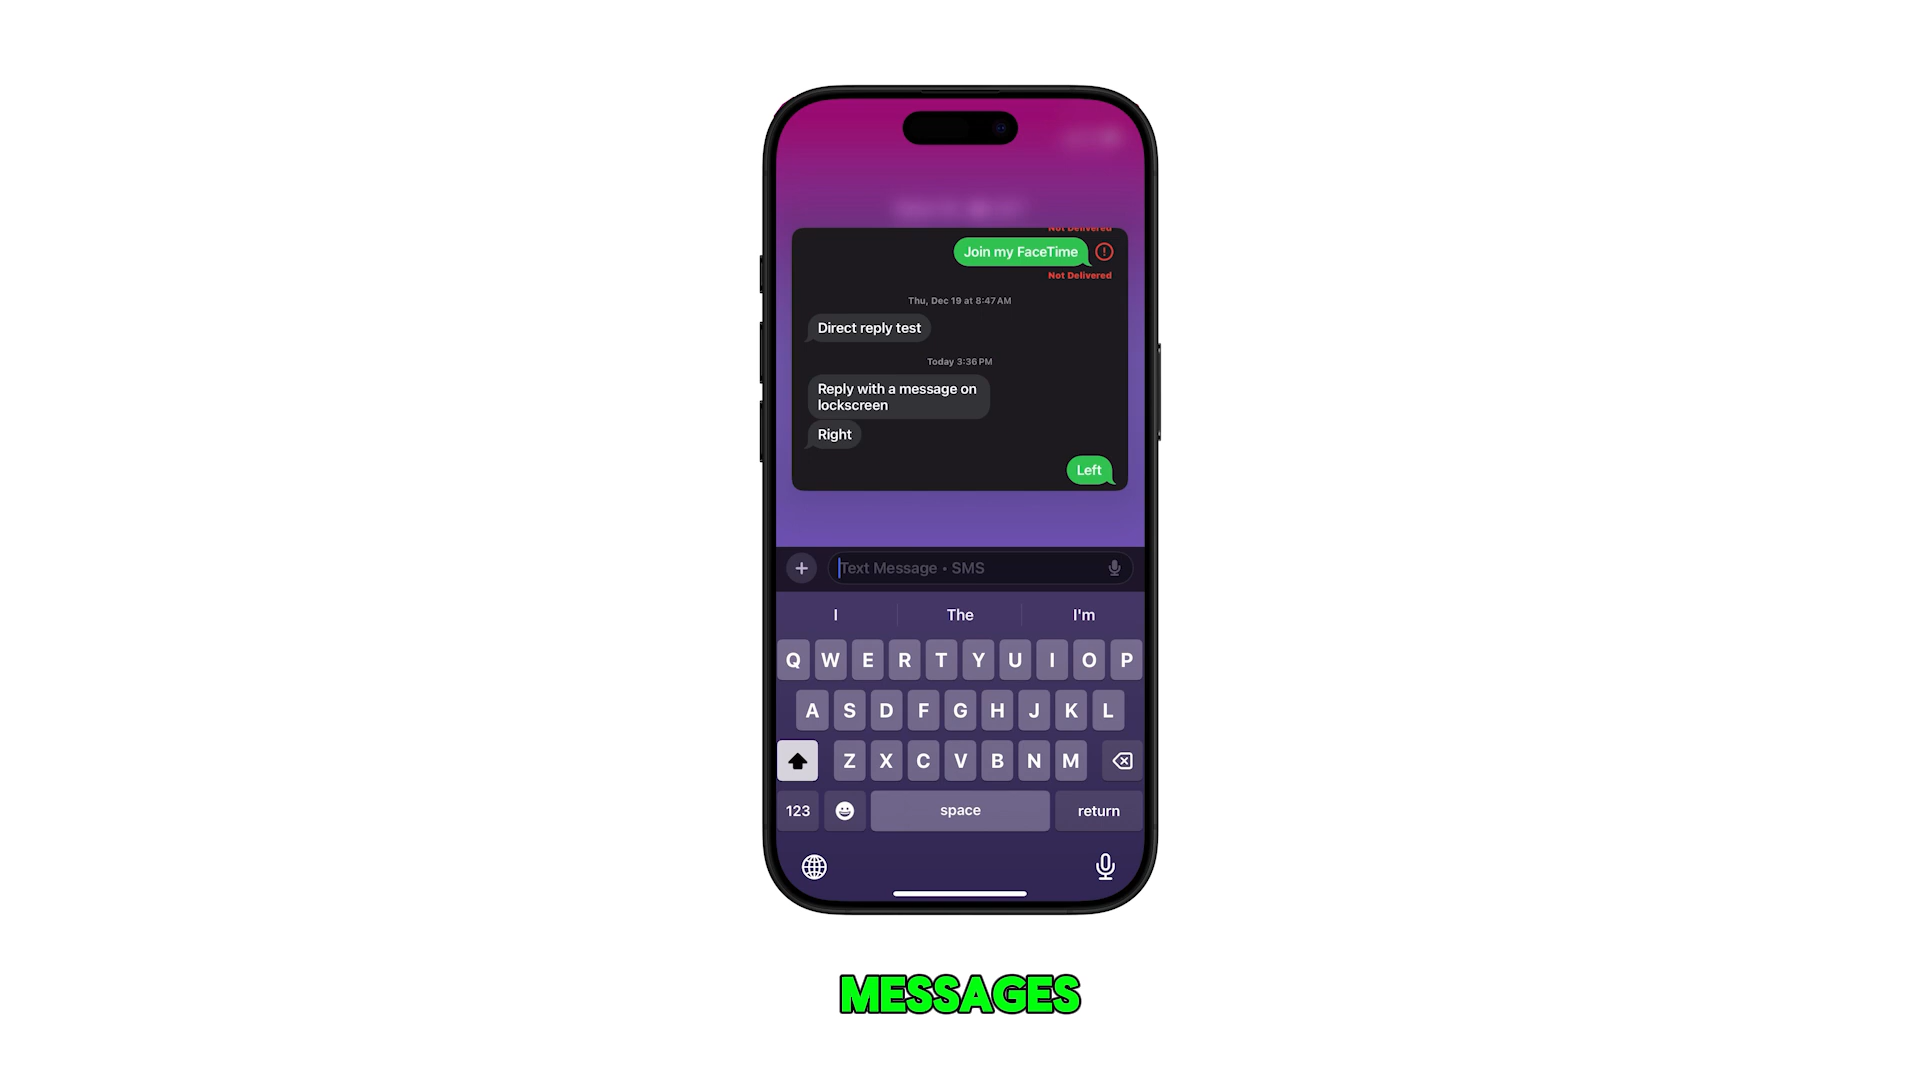 Not Delivered
Join my FaceTime
Not Delivered
Thu, Dec 19 at 8:47 AM
Direct reply test
Today 3:36 PM
Reply with a message on
lockscreen
Right
Left
Text Message • SMS
I The I'm
Q W E R T Y U I O P
A S D F G H J K L
Z X C V B N M
123 space return
MESSAGES